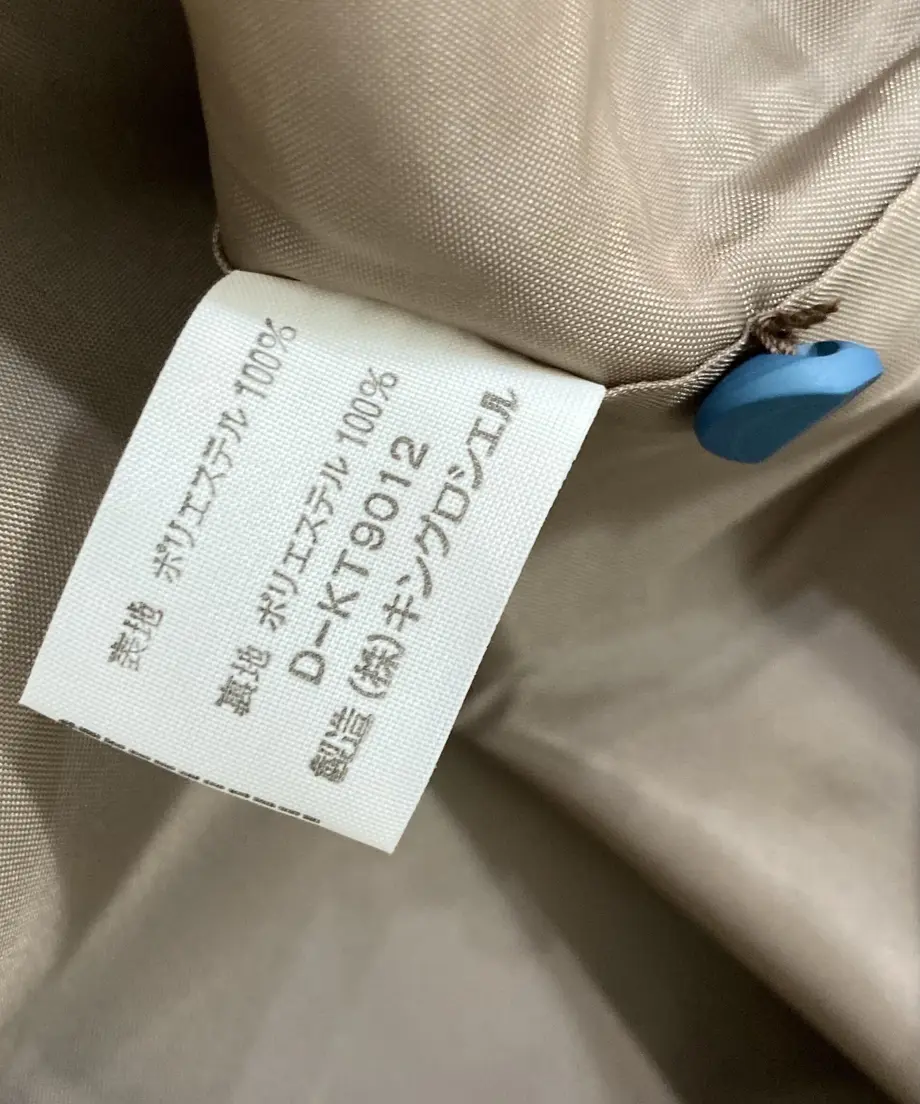 表地 ポリエステル 100%
裏地 ポリエステル 100%
D-KT9012
製造 (株)キングロシエル